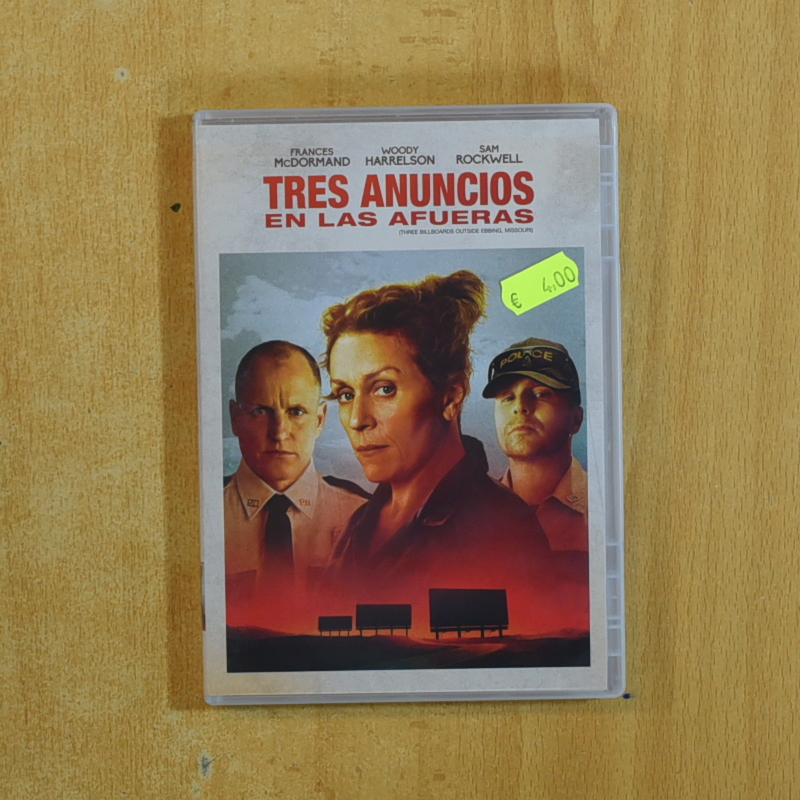 FRANCES WOODY SAM
McDORMAND HARRELSON ROCKWELL
TRES ANUNCIOS
EN LAS AFUERAS
(THREE BILLBOARDS OUTSIDE EBBING, MISSOURI)
€ 4,00
POLICE